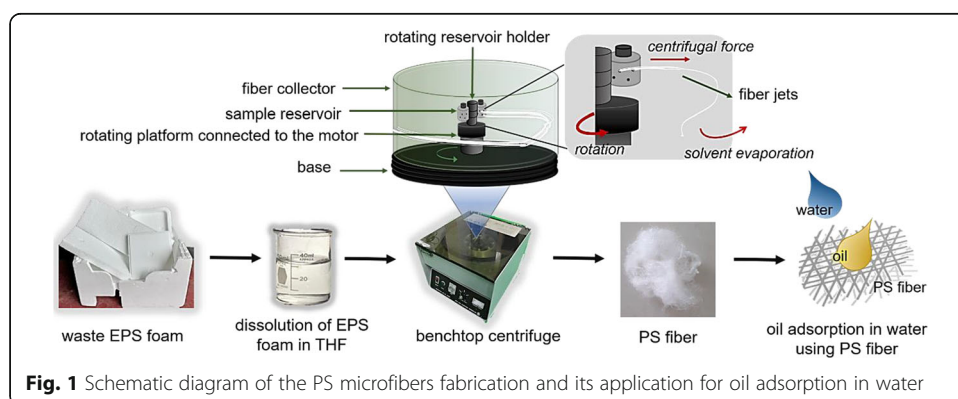 rotating reservoir holder
centrifugal force
fiber collector
fiber jets
sample reservoir
rotating platform connected to the motor
rotation
solvent evaporation
base
water
40ml
20
oil
PS fiber
waste EPS foam
dissolution of EPS
foam in THF
benchtop centrifuge
PS fiber
oil adsorption in water
using PS fiber
Fig. 1 Schematic diagram of the PS microfibers fabrication and its application for oil adsorption in water